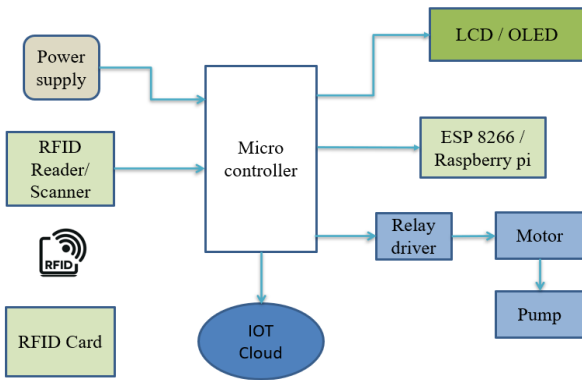 Power
supply
LCD / OLED
RFID
Reader/
Scanner
Micro
controller
ESP 8266 /
Raspberry pi
RFID
Relay
driver
Motor
RFID Card
IOT
Cloud
Pump